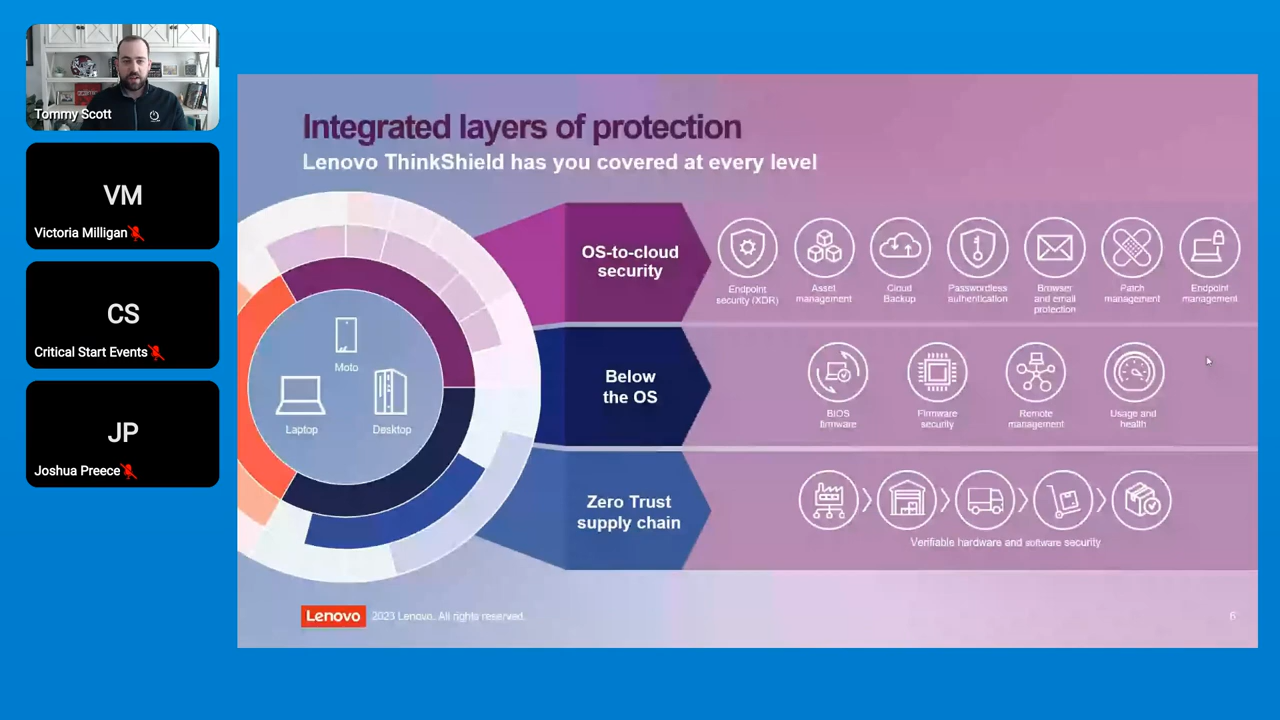 Tommy Scott
VM
Victoria Milligan
CS
Critical Start Events
JP
Joshua Preece
Integrated layers of protection
Lenovo ThinkShield has you covered at every level
OS-to-cloud
security
Endpoint
security (XDR)
Asset
management
Cloud
Backup
Passwordless
authentication
Browser
and email
protection
Patch
management
Endpoint
management
Moto
Laptop
Desktop
Below
the OS
BIOS
firmware
Firmware
security
Remote
management
Usage and
health
Zero Trust
supply chain
Verifiable hardware and software security
Lenovo
2023 Lenovo. All rights reserved.
6